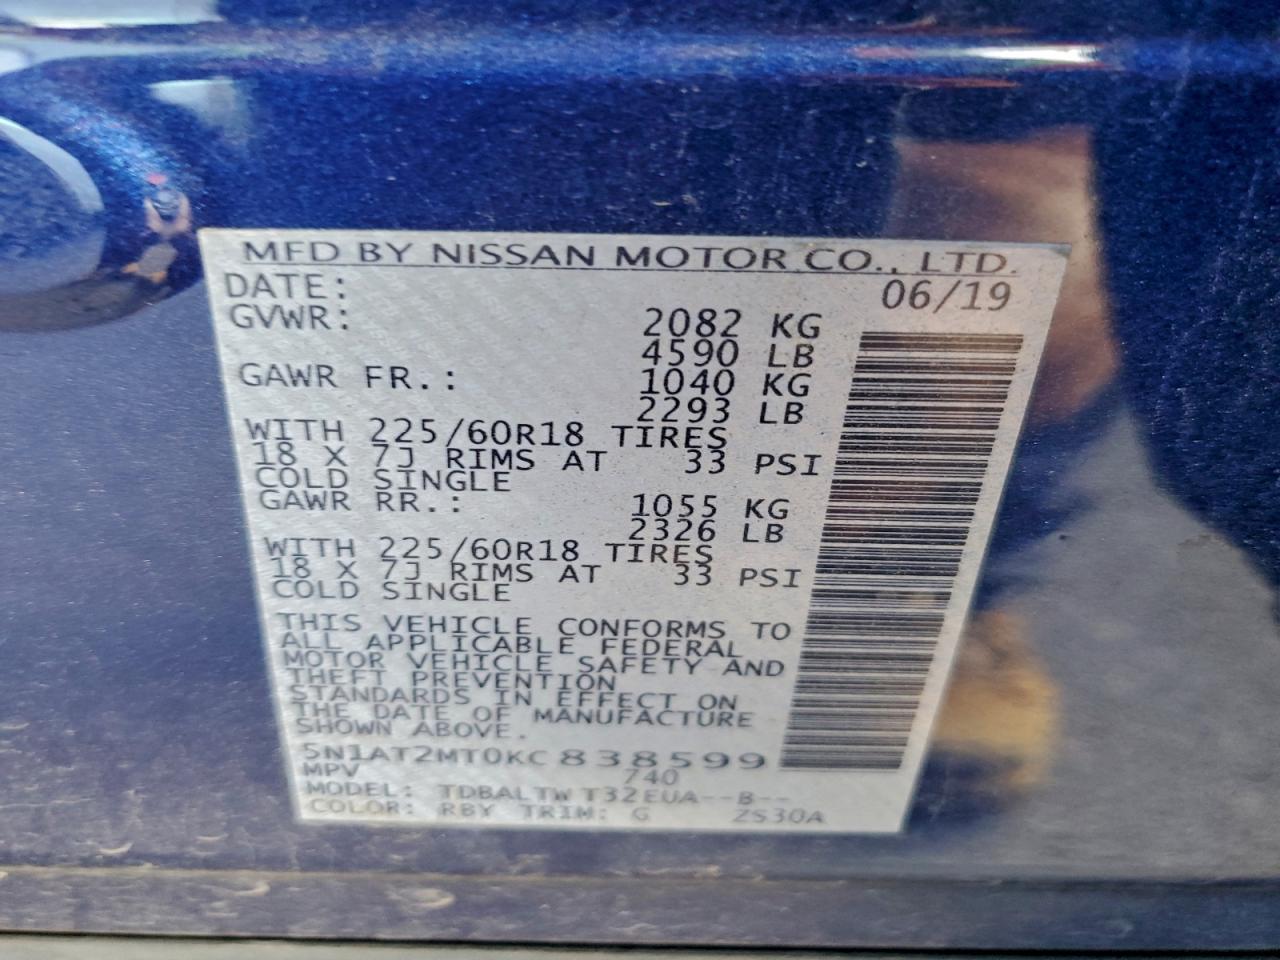 MFD BY NISSAN MOTOR CO., LTD.
DATE: 06/19
GVWR: 2082 KG
4590 LB
GAWR FR.: 1040 KG
2293 LB
WITH 225/60R18 TIRES
18 X 7J RIMS AT 33 PSI
COLD SINGLE
GAWR RR.: 1055 KG
2326 LB
WITH 225/60R18 TIRES
18 X 7J RIMS AT 33 PSI
COLD SINGLE
THIS VEHICLE CONFORMS TO
ALL APPLICABLE FEDERAL
MOTOR VEHICLE SAFETY AND
THEFT PREVENTION
STANDARDS IN EFFECT ON
THE DATE OF MANUFACTURE
SHOWN ABOVE.
5N1AT2MT0KC838599
MPV 740
MODEL: TDBALTW T32EUA--B--
COLOR: RBY TRIM: G ZS30A